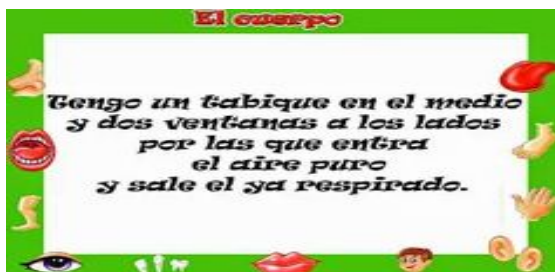 El cuerpo
Tengo un tabique en el medio
y dos ventanas a los lados
por las que entra
el aire puro
y sale el ya respirado.